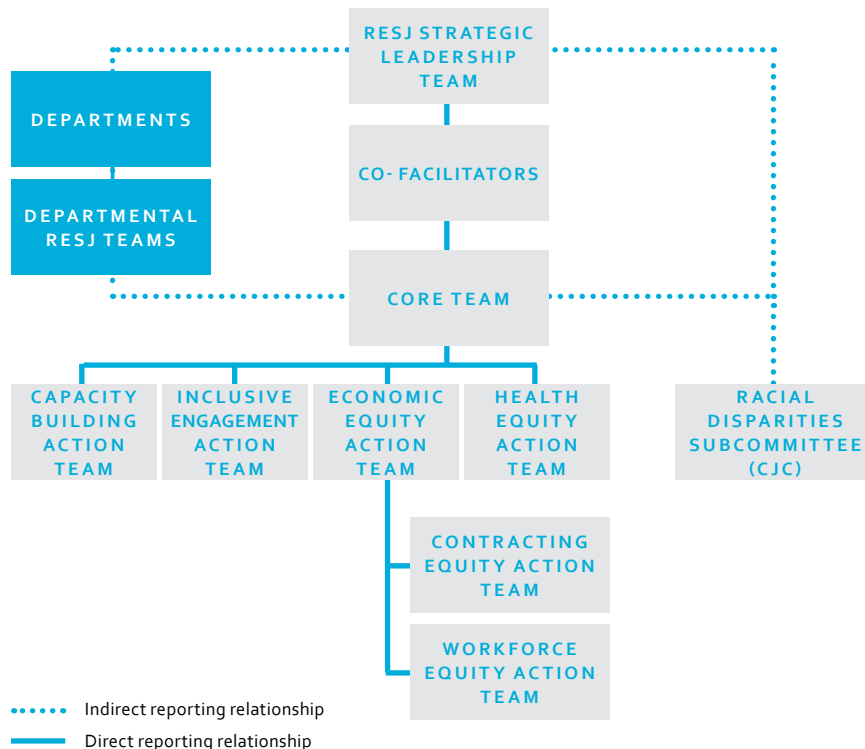 RESJ STRATEGIC
LEADERSHIP
TEAM
DEPARTMENTS
CO- FACILITATORS
DEPARTMENTAL
RESJ TEAMS
CORE TEAM
CAPACITY
BUILDING
ACTION
TEAM
INCLUSIVE
ENGAGEMENT
ACTION
TEAM
ECONOMIC
EQUITY
ACTION
TEAM
HEALTH
EQUITY
ACTION
TEAM
RACIAL
DISPARITIES
SUBCOMMITTEE
(CJC)
CONTRACTING
EQUITY ACTION
TEAM
WORKFORCE
EQUITY ACTION
TEAM
Indirect reporting relationship
Direct reporting relationship